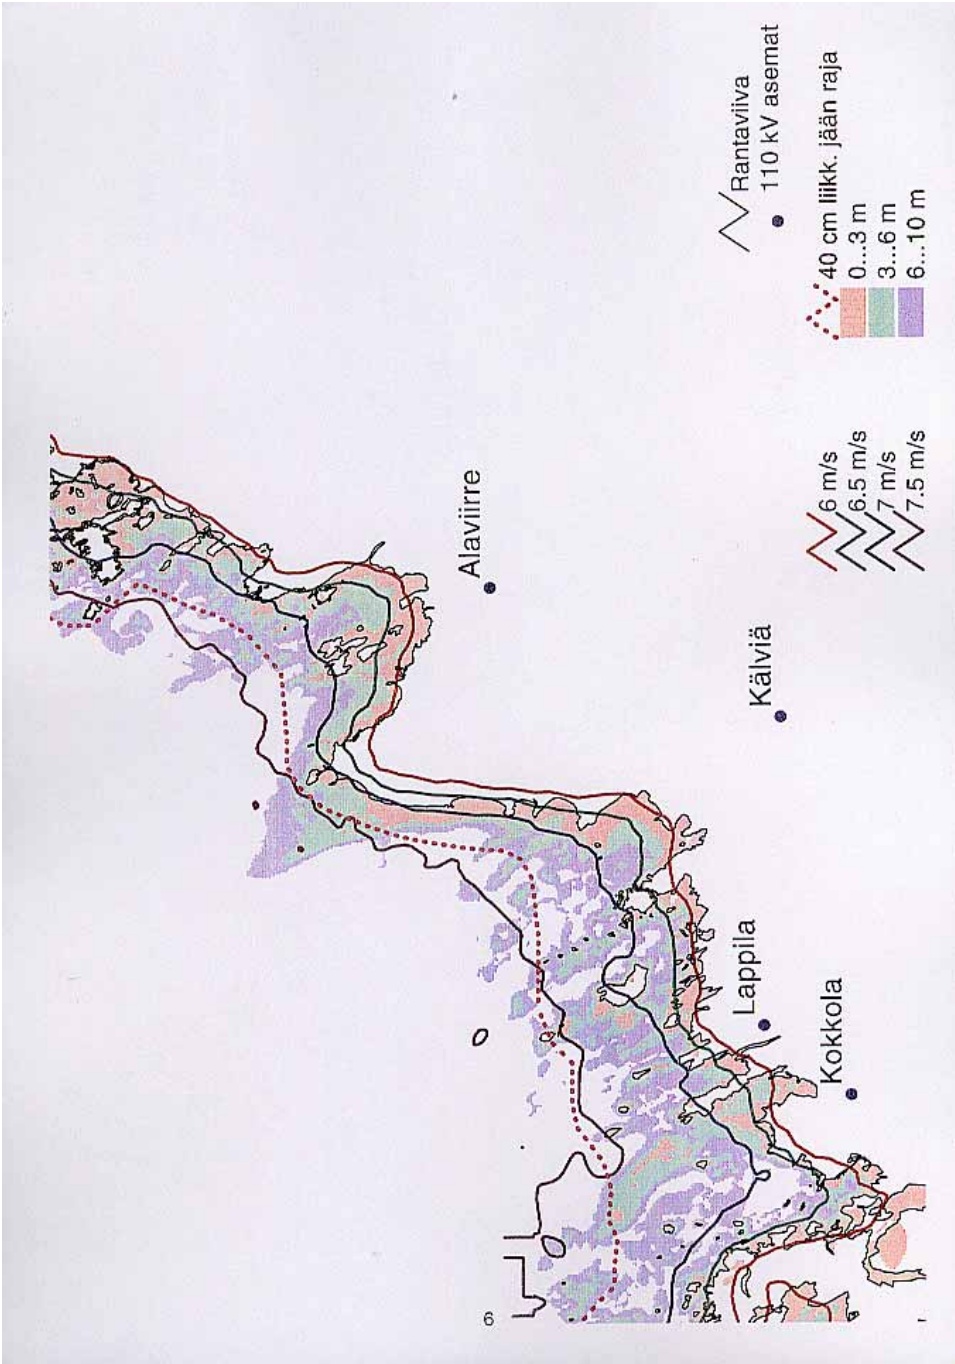 Rantaviiva
110 kV asemat
40 cm liikk. jään raja
0...3 m
3...6 m
6...10 m
6 m/s
6.5 m/s
7 m/s
7.5 m/s
Alaviirre
Kälviä
Lappila
Kokkola
6